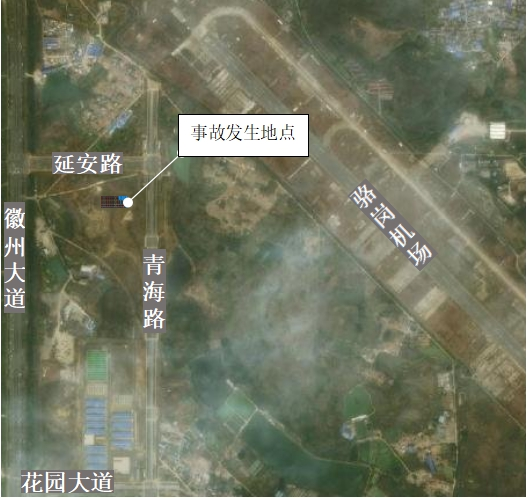 事故发生地点
延安路
骆岗机场
徽州大道
青海路
花园大道